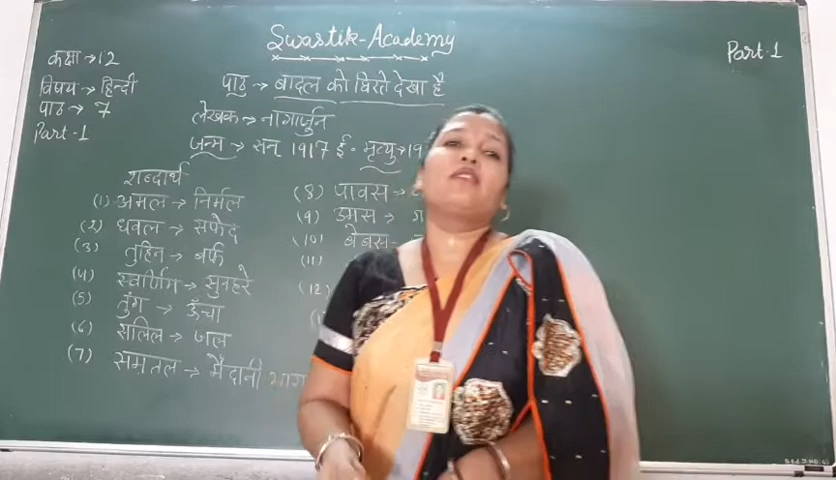 Swastik-Academy
Part-1
कक्षा → 12
विषय → हिन्दी
पाठ → 7
Part-1
पाठ → बादल को घिरते देखा है
लेखक → नागार्जुन
जन्म → सन् 1917 ई. मृत्यु → 19
शब्दार्थ
(1) अमल → निर्मल
(2) धवल → सफेद
(3) तुहिन → बर्फ
(4) स्वर्णिम → सुनहरे
(5) तुंग → ऊँचा
(6) सलिल → जल
(7) समतल → मैदानी भाग
(8) पावस →
(9) उमस →
(10) बेबस →
(11)
(12)